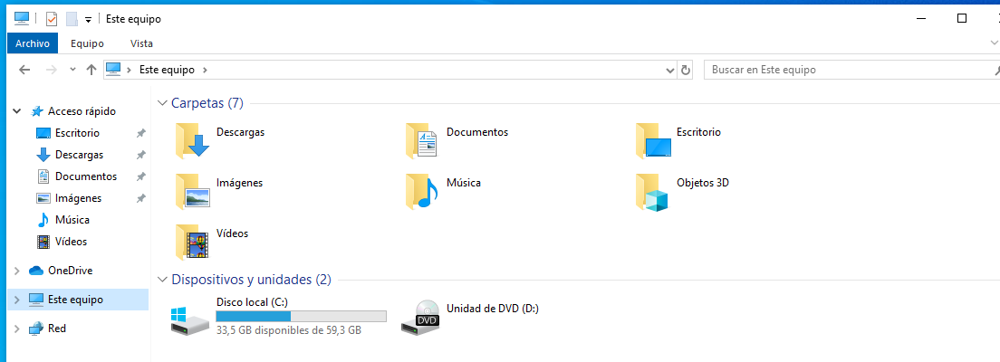 Este equipo
Archivo Equipo Vista
Este equipo
Buscar en Este equipo
Acceso rápido
Escritorio
Descargas
Documentos
Imágenes
Música
Vídeos
OneDrive
Este equipo
Red
Carpetas (7)
Descargas
Documentos
Escritorio
Imágenes
Música
Objetos 3D
Vídeos
Dispositivos y unidades (2)
Disco local (C:)
33,5 GB disponibles de 59,3 GB
DVD
Unidad de DVD (D:)